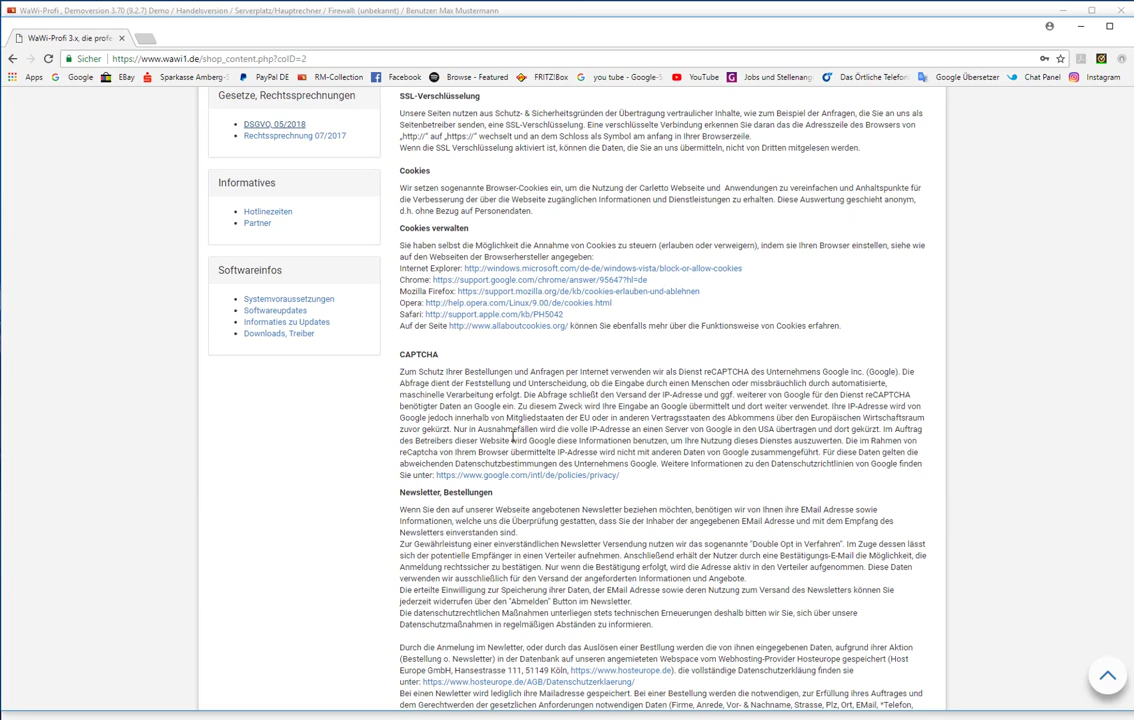 WaWi-Profi , Demoversion 3.70 (9.2.7) Demo / Handelsversion / Serverplatz/Hauptrechner / Firewall: (unbekannt) / Benutzer: Max Mustermann
WaWi-Profi 3.x, die profe
Sicher https://www.wawi1.de/shop_content.php?coID=2
Apps Google EBay Sparkasse Amberg- PayPal DE RM-Collection Facebook Browse - Featured FRITZ!Box you tube - Google-S YouTube Jobs und Stellenang Das Örtliche Telefon Google Übersetzer Chat Panel Instagram
Gesetze, Rechtssprechnungen
DSGVO, 05/2018
Rechtssprechnung 07/2017
Informatives
Hotlinezeiten
Partner
Softwareinfos
Systemvoraussetzungen
Softwareupdates
Informaties zu Updates
Downloads, Treiber
SSL-Verschlüsselung
Unsere Seiten nutzen aus Schutz- & Sicherheitsgründen der Übertragung vertraulicher Inhalte, wie zum Beispiel der Anfragen, die Sie an uns als
Seitenbetreiber senden, eine SSL-Verschlüsselung. Eine verschlüsselte Verbindung erkennen Sie daran das die Adresszeile des Browsers von
„http://“ auf „https://“ wechselt und an dem Schloss als Symbol am anfang in Ihrer Browserzeile.
Wenn die SSL Verschlüsselung aktiviert ist, können die Daten, die Sie an uns übermitteln, nicht von Dritten mitgelesen werden.
Cookies
Wir setzen sogenannte Browser-Cookies ein, um die Nutzung der Carletto Webseite und Anwendungen zu vereinfachen und Anhaltspunkte für
die Verbesserung der über die Webseite zugänglichen Informationen und Dienstleistungen zu erhalten. Diese Auswertung geschieht anonym,
d.h. ohne Bezug auf Personendaten.
Cookies verwalten
Sie haben selbst die Möglichkeit die Annahme von Cookies zu steuern (erlauben oder verweigern), indem sie Ihren Browser einstellen, siehe wie
auf den Webseiten der Browserhersteller angegeben:
Internet Explorer: http://windows.microsoft.com/de-de/windows-vista/block-or-allow-cookies
Chrome: https://support.google.com/chrome/answer/95647?hl=de
Mozilla Firefox: https://support.mozilla.org/de/kb/cookies-erlauben-und-ablehnen
Opera: http://help.opera.com/Linux/9.00/de/cookies.html
Safari: http://support.apple.com/kb/PH5042
Auf der Seite http://www.allaboutcookies.org/ können Sie ebenfalls mehr über die Funktionsweise von Cookies erfahren.
CAPTCHA
Zum Schutz Ihrer Bestellungen und Anfragen per Internet verwenden wir als Dienst reCAPTCHA des Unternehmens Google Inc. (Google). Die
Abfrage dient der Feststellung und Unterscheidung, ob die Eingabe durch einen Menschen oder missbräuchlich durch automatisierte,
maschinelle Verarbeitung erfolgt. Die Abfrage schließt den Versand der IP-Adresse und ggf. weiterer von Google für den Dienst reCAPTCHA
benötigter Daten an Google ein. Zu diesem Zweck wird Ihre Eingabe an Google übermittelt und dort weiter verwendet. Ihre IP-Adresse wird von
Google jedoch innerhalb von Mitgliedstaaten der EU oder in anderen Vertragsstaaten des Abkommens über den Europäischen Wirtschaftsraum
zuvor gekürzt. Nur in Ausnahmefällen wird die volle IP-Adresse an einen Server von Google in den USA übertragen und dort gekürzt. Im Auftrag
des Betreibers dieser Website wird Google diese Informationen benutzen, um Ihre Nutzung dieses Dienstes auszuwerten. Die im Rahmen von
reCaptcha von Ihrem Browser übermittelte IP-Adresse wird nicht mit anderen Daten von Google zusammengeführt. Für diese Daten gelten die
abweichenden Datenschutzbestimmungen des Unternehmens Google. Weitere Informationen zu den Datenschutzrichtlinien von Google finden
Sie unter: https://www.google.com/intl/de/policies/privacy/
Newsletter, Bestellungen
Wenn Sie den auf unserer Webseite angebotenen Newsletter beziehen möchten, benötigen wir von Ihnen ihre EMail Adresse sowie
Informationen, welche uns die Überprüfung gestatten, dass Sie der Inhaber der angegebenen EMail Adresse und mit dem Empfang des
Newsletters einverstanden sind.
Zur Gewährleistung einer einverständlichen Newsletter Versendung nutzen wir das sogenannte "Double Opt in Verfahren". Im Zuge dessen lässt
sich der potentielle Empfänger in einen Verteiler aufnehmen. Anschließend erhält der Nutzer durch eine Bestätigungs-E-Mail die Möglichkeit, die
Anmeldung rechtssicher zu bestätigen. Nur wenn die Bestätigung erfolgt, wird die Adresse aktiv in den Verteiler aufgenommen. Diese Daten
verwenden wir ausschließlich für den Versand der angeforderten Informationen und Angebote.
Die erteilte Einwilligung zur Speicherung ihrer Daten, der EMail Adresse sowie deren Nutzung zum Versand des Newsletters können Sie
jederzeit widerrufen über den "Abmelden" Button im Newsletter.
Die datenschutzrechtlichen Maßnahmen unterliegen stets technischen Erneuerungen deshalb bitten wir Sie, sich über unsere
Datenschutzmaßnahmen in regelmäßigen Abständen zu informieren.
Durch die Anmelung im Newletter, oder durch das Auslösen einer Bestllung werden die von ihnen eingegebenen Daten, aufgrund ihrer Aktion
(Bestellung o. Newsletter) in der Datenbank auf unseren angemieteten Webspace vom Webhosting-Provider Hosteurope gespeichert (Host
Europe GmbH, Hansestrasse 111, 51149 Köln, https://www.hosteurope.de). die vollständige Datenschutzerkläung finden sie
unter: https://www.hosteurope.de/AGB/Datenschutzerklaerung/
Bei einen Newletter wird lediglich ihre Mailadresse gespeichert. Bei einer Bestellung werden die notwendigen, zur Erfüllung ihres Auftrages und
dem Gerechtwerden der gesetzlichen Anforderungen notwendigen Daten (Firme, Anrede, Vor- & Nachname, Strasse, Plz, Ort, EMail, *Telefon,